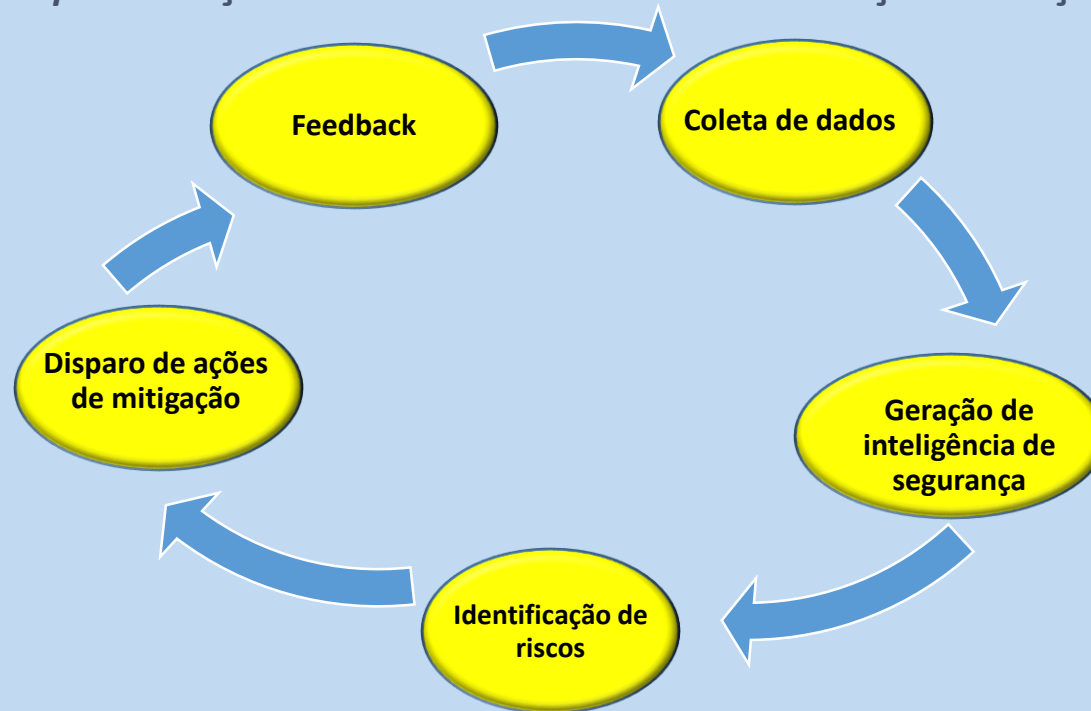 Feedback
Coleta de dados
Disparo de ações
de mitigação
Geração de
inteligência de
segurança
Identificação de
riscos